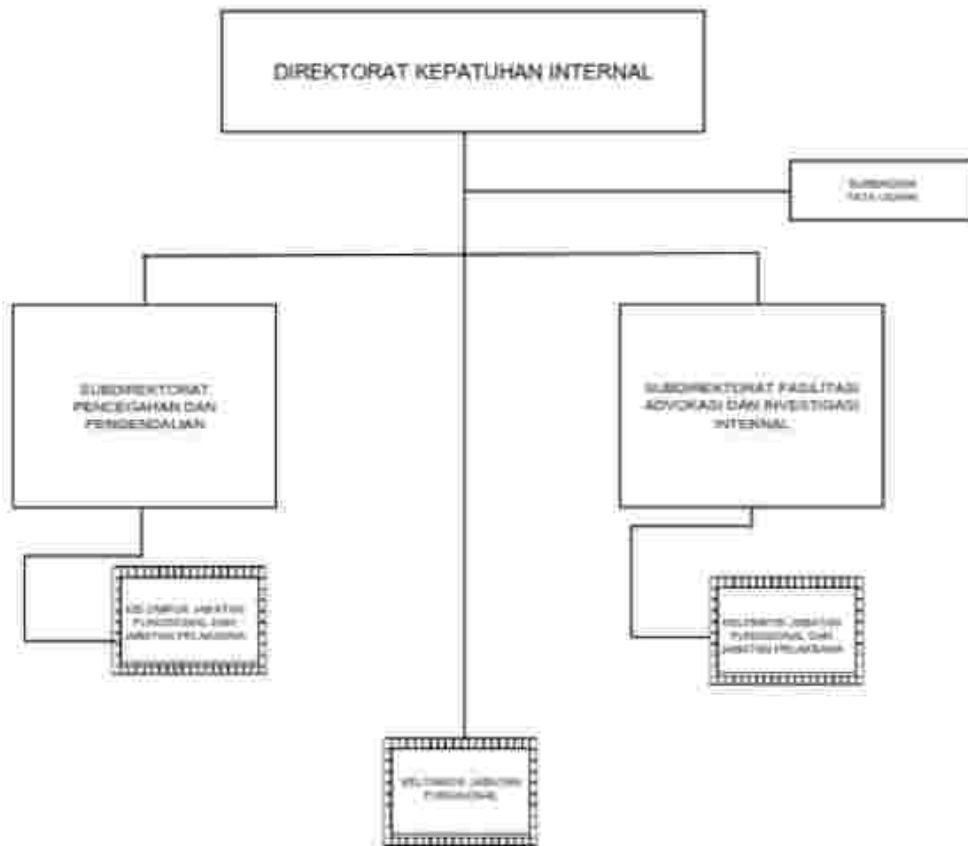 DIREKTORAT KEPATUHAN INTERNAL
SUBBAGIAN
TATA USAHA
SUBDIREKTORAT
PENCEGAHAN DAN
PENGENDALIAN
SUBDIREKTORAT FASILITASI
ADVOKASI DAN INVESTIGASI
INTERNAL
KELOMPOK JABATAN
FUNGSIONAL DAN
JABATAN PELAKSANA
KELOMPOK JABATAN
FUNGSIONAL DAN
JABATAN PELAKSANA
KELOMPOK JABATAN
FUNGSIONAL